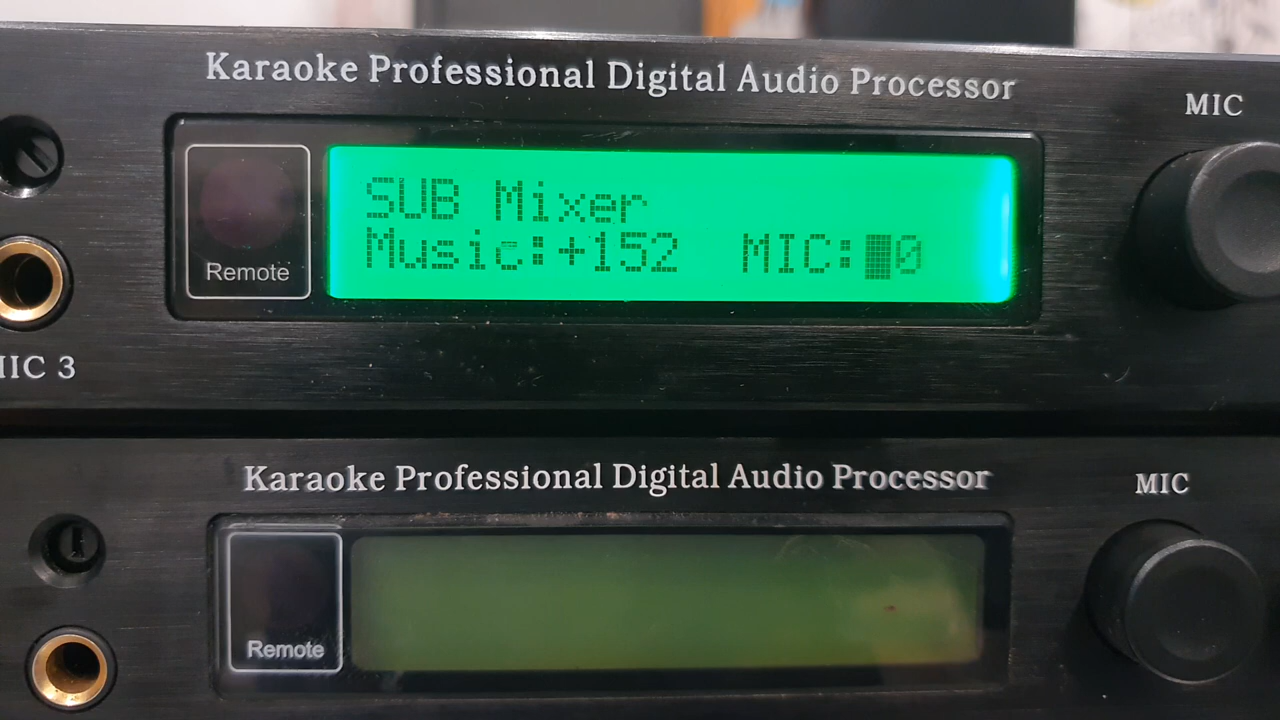 Karaoke Professional Digital Audio Processor
MIC
Remote
SUB Mixer
Music:+152 MIC:█0
MIC 3
Karaoke Professional Digital Audio Processor
MIC
Remote